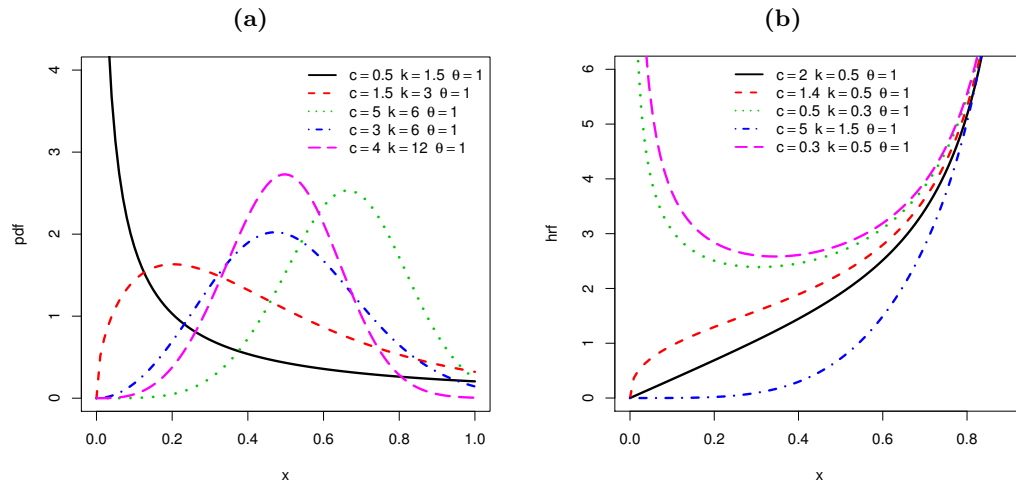 (a)
pdf
4
3
2
1
0
c=0.5 k=1.5 θ=1
c=1.5 k=3 θ=1
c=5 k=6 θ=1
c=3 k=6 θ=1
c=4 k=12 θ=1
0.0 0.2 0.4 0.6 0.8 1.0
x
(b)
hrf
6
5
4
3
2
1
0
c=2 k=0.5 θ=1
c=1.4 k=0.5 θ=1
c=0.5 k=0.3 θ=1
c=5 k=1.5 θ=1
c=0.3 k=0.5 θ=1
0.0 0.2 0.4 0.6 0.8
x